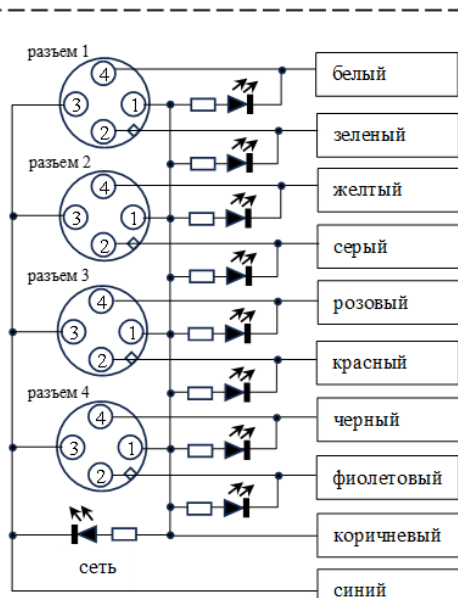 разъем 1
4
3
1
2
белый
зеленый
разъем 2
4
3
1
2
желтый
серый
разъем 3
4
3
1
2
розовый
красный
разъем 4
4
3
1
2
черный
фиолетовый
сеть
коричневый
синий